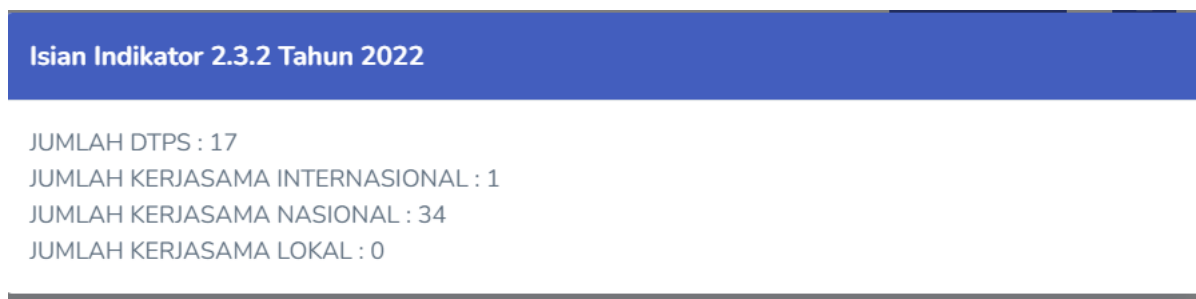 Isian Indikator 2.3.2 Tahun 2022
JUMLAH DTPS : 17
JUMLAH KERJASAMA INTERNASIONAL : 1
JUMLAH KERJASAMA NASIONAL : 34
JUMLAH KERJASAMA LOKAL : 0